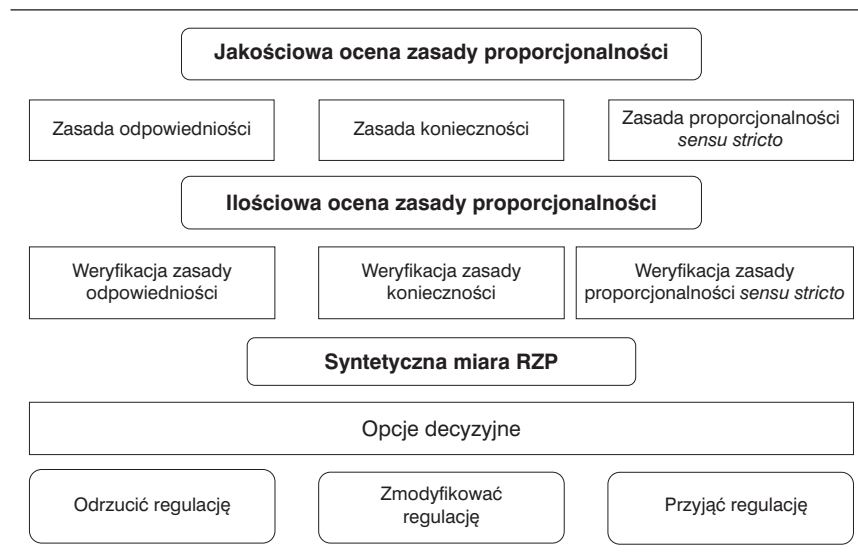 Jakościowa ocena zasady proporcjonalności
Zasada odpowiedniości
Zasada konieczności
Zasada proporcjonalności
sensu stricto
Ilościowa ocena zasady proporcjonalności
Weryfikacja zasady
odpowiedniości
Weryfikacja zasady
konieczności
Weryfikacja zasady
proporcjonalności sensu stricto
Syntetyczna miara RZP
Opcje decyzyjne
Odrzucić regulację
Zmodyfikować
regulację
Przyjąć regulację